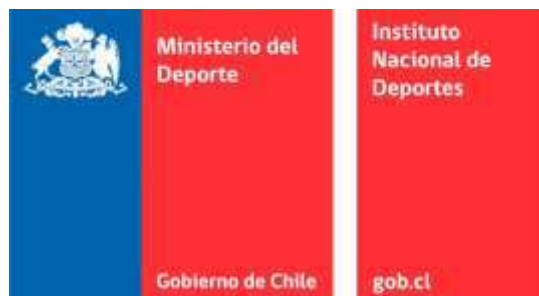 Ministerio del
Deporte
Gobierno de Chile
Instituto
Nacional de
Deportes
gob.cl